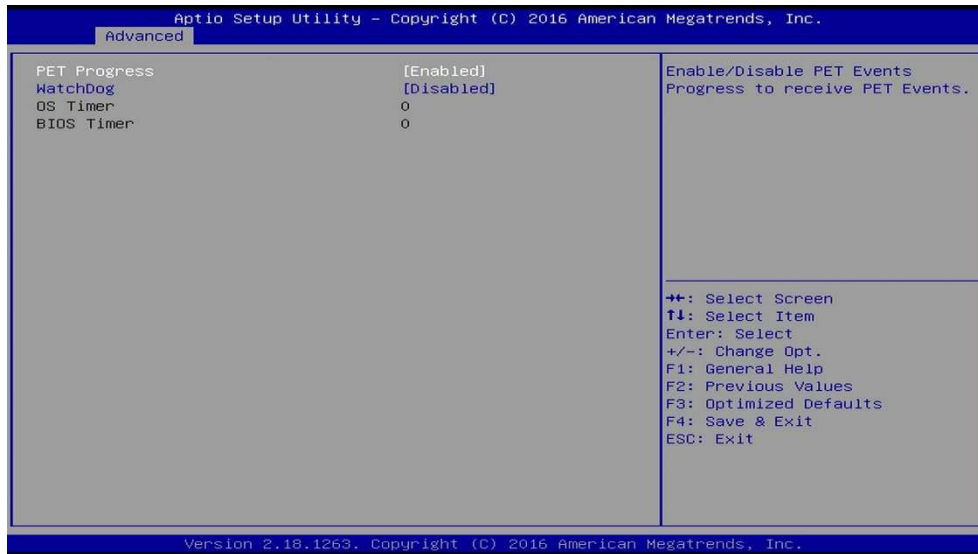 Aptio Setup Utility – Copyright (C) 2016 American Megatrends, Inc.
Advanced
PET Progress [Enabled]
WatchDog [Disabled]
OS Timer 0
BIOS Timer 0
Enable/Disable PET Events
Progress to receive PET Events.
→←: Select Screen
↑↓: Select Item
Enter: Select
+/-: Change Opt.
F1: General Help
F2: Previous Values
F3: Optimized Defaults
F4: Save & Exit
ESC: Exit
Version 2.18.1263. Copyright (C) 2016 American Megatrends, Inc.